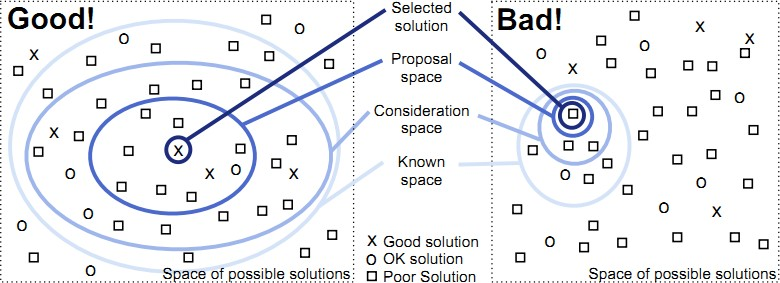 Good!
Selected
solution
Bad!
Proposal
space
Consideration
space
Known
space
X Good solution
O OK solution
Poor Solution
Space of possible solutions
Space of possible solutions